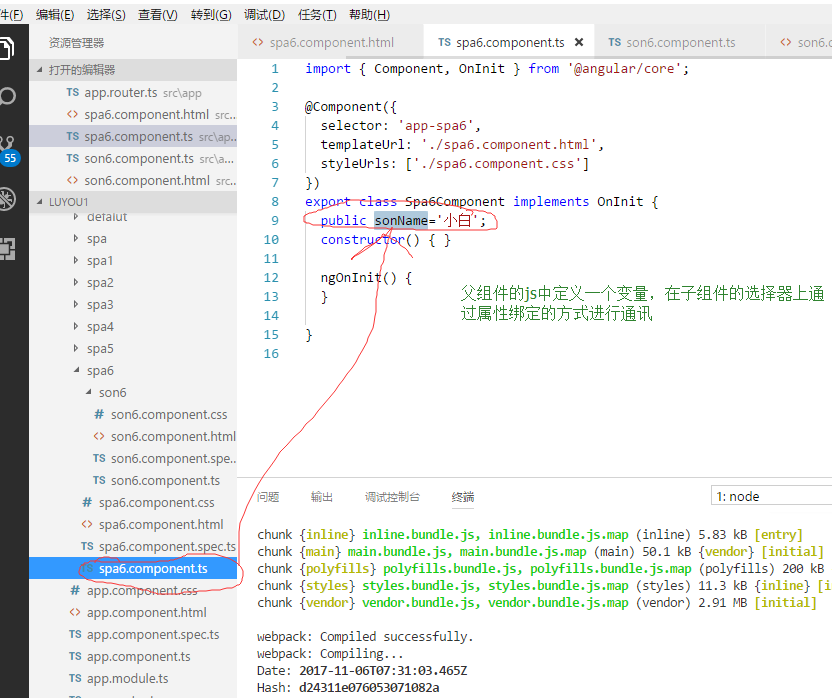 件(F) 编辑(E) 选择(S) 查看(V) 转到(G) 调试(D) 任务(T) 帮助(H)
资源管理器
打开的编辑器
TS app.router.ts src\app
<> spa6.component.html src...
TS spa6.component.ts src\ap...
TS son6.component.ts src\a...
<> son6.component.html src...
55
LUYOU1
defalut
spa
spa1
spa2
spa3
spa4
spa5
spa6
son6
# son6.component.css
<> son6.component.html
TS son6.component.spe...
TS son6.component.ts
# spa6.component.css
<> spa6.component.html
TS spa6.component.spec.ts
TS spa6.component.ts
# app.component.css
<> app.component.html
TS app.component.spec.ts
TS app.component.ts
TS app.module.ts
<> spa6.component.html
TS spa6.component.ts ×
TS son6.component.ts
<> son6.co
1 import { Component, OnInit } from '@angular/core';
2
3 @Component({
4 selector: 'app-spa6',
5 templateUrl: './spa6.component.html',
6 styleUrls: ['./spa6.component.css']
7 })
8 export class Spa6Component implements OnInit {
9 public sonName='小白';
10 constructor() { }
11
12 ngOnInit() {
13 }
14
15 }
16
父组件的js中定义一个变量，在子组件的选择器上通
过属性绑定的方式进行通讯
问题 输出 调试控制台 终端 1: node
chunk {inline} inline.bundle.js, inline.bundle.js.map (inline) 5.83 kB [entry]
chunk {main} main.bundle.js, main.bundle.js.map (main) 50.1 kB {vendor} [initial]
chunk {polyfills} polyfills.bundle.js, polyfills.bundle.js.map (polyfills) 200 kB
chunk {styles} styles.bundle.js, styles.bundle.js.map (styles) 11.3 kB {inline} [i
chunk {vendor} vendor.bundle.js, vendor.bundle.js.map (vendor) 2.91 MB [initial]
webpack: Compiled successfully.
webpack: Compiling...
Date: 2017-11-06T07:31:03.465Z
Hash: d24311e076053071082a